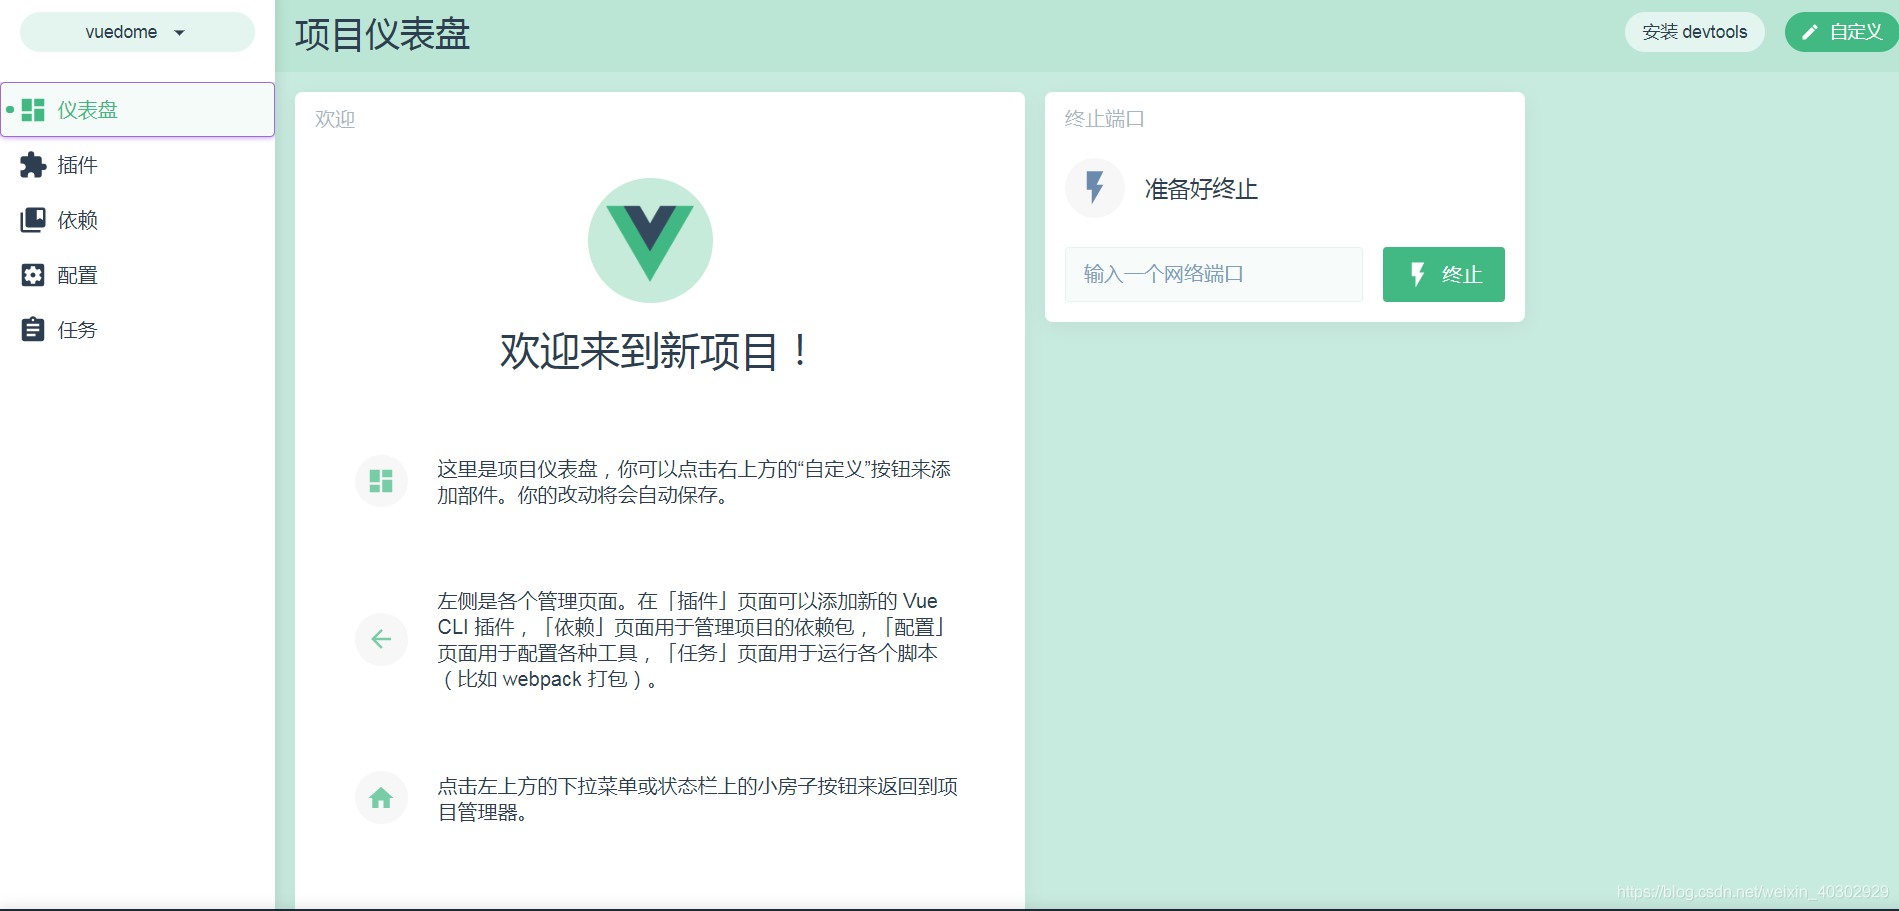 vuedome
项目仪表盘
安装 devtools
自定义
仪表盘
插件
依赖
配置
任务
欢迎
欢迎来到新项目！
这里是项目仪表盘，你可以点击右上方的“自定义”按钮来添
加部件。你的改动将会自动保存。
左侧是各个管理页面。在「插件」页面可以添加新的 Vue
CLI 插件，「依赖」页面用于管理项目的依赖包，「配置」
页面用于配置各种工具，「任务」页面用于运行各个脚本
（比如 webpack 打包）。
点击左上方的下拉菜单或状态栏上的小房子按钮来返回到项
目管理器。
终止端口
准备好终止
输入一个网络端口
终止
https://blog.csdn.net/weixin_40302929